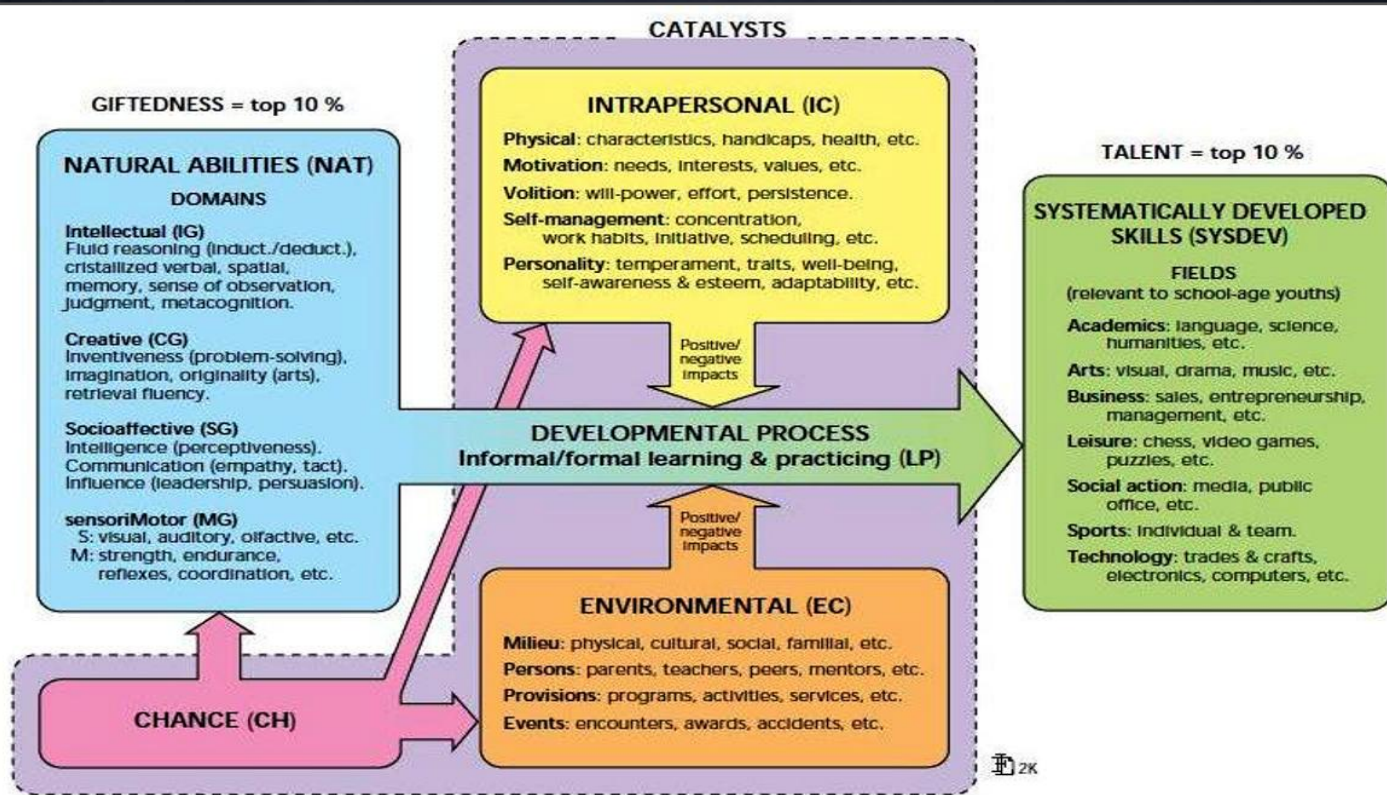 CATALYSTS
GIFTEDNESS = top 10 %
NATURAL ABILITIES (NAT)
DOMAINS
Intellectual (IG)
Fluid reasoning (induct./deduct.),
cristallized verbal, spatial,
memory, sense of observation,
judgment, metacognition.
Creative (CG)
Inventiveness (problem-solving),
imagination, originality (arts),
retrieval fluency.
Socioaffective (SG)
Intelligence (perceptiveness).
Communication (empathy, tact).
Influence (leadership, persuasion).
sensoriMotor (MG)
S: visual, auditory, olfactive, etc.
M: strength, endurance,
reflexes, coordination, etc.
CHANCE (CH)
INTRAPERSONAL (IC)
Physical: characteristics, handicaps, health, etc.
Motivation: needs, interests, values, etc.
Volition: will-power, effort, persistence.
Self-management: concentration,
work habits, initiative, scheduling, etc.
Personality: temperament, traits, well-being,
self-awareness & esteem, adaptability, etc.
Positive/
negative
impacts
DEVELOPMENTAL PROCESS
Informal/formal learning & practicing (LP)
Positive/
negative
impacts
ENVIRONMENTAL (EC)
Milieu: physical, cultural, social, familial, etc.
Persons: parents, teachers, peers, mentors, etc.
Provisions: programs, activities, services, etc.
Events: encounters, awards, accidents, etc.
TALENT = top 10 %
SYSTEMATICALLY DEVELOPED
SKILLS (SYSDEV)
FIELDS
(relevant to school-age youths)
Academics: language, science,
humanities, etc.
Arts: visual, drama, music, etc.
Business: sales, entrepreneurship,
management, etc.
Leisure: chess, video games,
puzzles, etc.
Social action: media, public
office, etc.
Sports: individual & team.
Technology: trades & crafts,
electronics, computers, etc.
2K